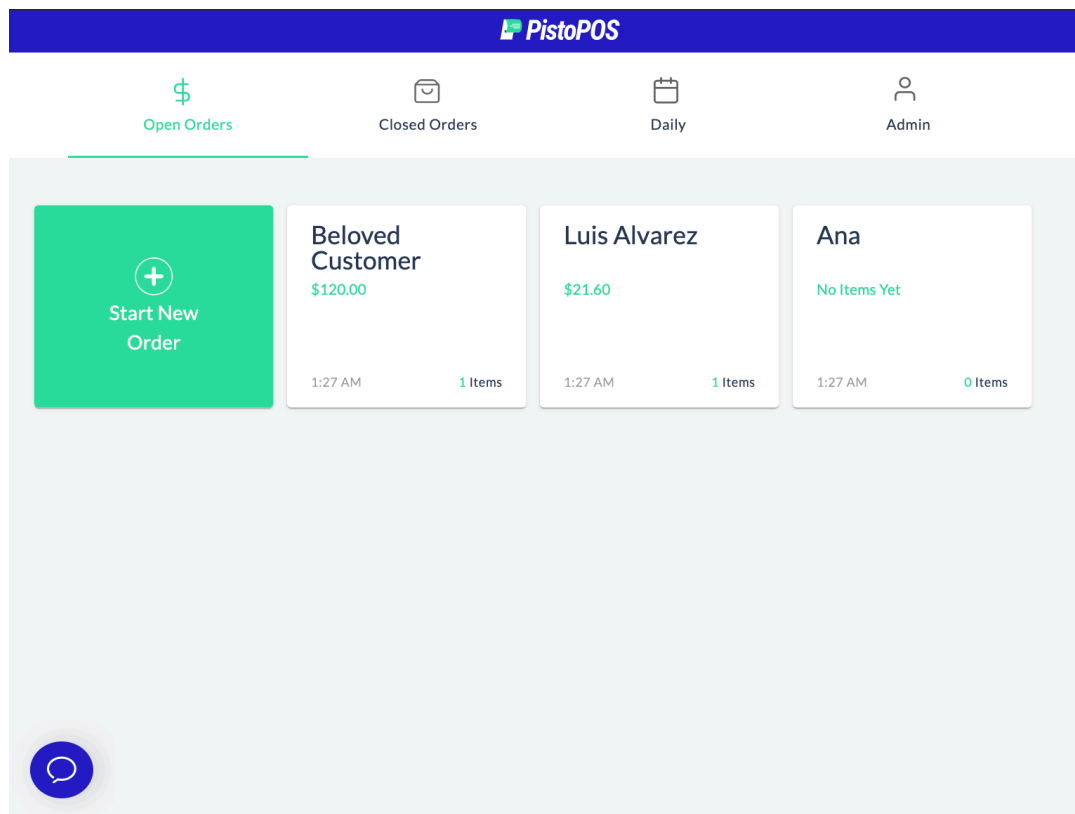 PistoPOS
Open Orders
Closed Orders
Daily
Admin
Start New
Order
Beloved
Customer
$120.00
1:27 AM
1 Items
Luis Alvarez
$21.60
1:27 AM
1 Items
Ana
No Items Yet
1:27 AM
0 Items